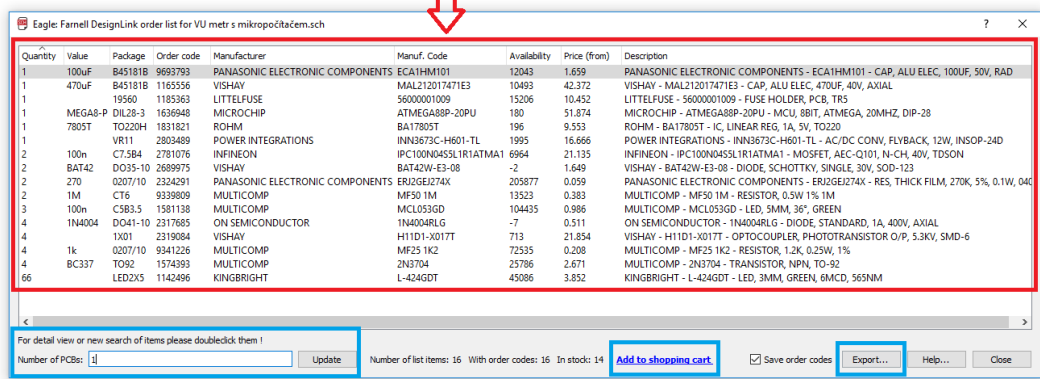 Eagle: Farnell DesignLink order list for VU metr s mikropočítačem.sch ? ×
Quantity Value Package Order code Manufacturer Manuf. Code Availability Price (from) Description
1 100uF B45181B 9693793 PANASONIC ELECTRONIC COMPONENTS ECA1HM101 12043 1.659 PANASONIC ELECTRONIC COMPONENTS - ECA1HM101 - CAP, ALU ELEC, 100UF, 50V, RAD
1 470uF B45181B 1165556 VISHAY MAL212017471E3 10493 42.372 VISHAY - MAL212017471E3 - CAP, ALU ELEC, 470UF, 40V, AXIAL
1 19560 1185363 LITTELFUSE 56000001009 15206 10.452 LITTELFUSE - 56000001009 - FUSE HOLDER, PCB, TR5
1 MEGA8-P DIL28-3 1636948 MICROCHIP ATMEGA88P-20PU 180 51.874 MICROCHIP - ATMEGA88P-20PU - MCU, 8BIT, ATMEGA, 20MHZ, DIP-28
1 7805T TO220H 1831821 ROHM BA17805T 196 9.553 ROHM - BA17805T - IC, LINEAR REG, 1A, 5V, TO220
1 VR11 2803489 POWER INTEGRATIONS INN3673C-H601-TL 1995 16.666 POWER INTEGRATIONS - INN3673C-H601-TL - AC/DC CONV, FLYBACK, 12W, INSOP-24D
2 100n C7.5B4 2781076 INFINEON IPC100N04S5L1R1ATMA1 6964 21.135 INFINEON - IPC100N04S5L1R1ATMA1 - MOSFET, AEC-Q101, N-CH, 40V, TDSON
2 BAT42 DO35-10 2689975 VISHAY BAT42W-E3-08 -2 1.649 VISHAY - BAT42W-E3-08 - DIODE, SCHOTTKY, SINGLE, 30V, SOD-123
2 270 0207/10 2324291 PANASONIC ELECTRONIC COMPONENTS ERJ2GEJ274X 205877 0.059 PANASONIC ELECTRONIC COMPONENTS - ERJ2GEJ274X - RES, THICK FILM, 270K, 5%, 0.1W, 040
2 1M CT6 9339809 MULTICOMP MF50 1M 13523 0.383 MULTICOMP - MF50 1M - RESISTOR, 0.5W 1% 1M
3 100n C5B3.5 1581138 MULTICOMP MCL053GD 104435 0.986 MULTICOMP - MCL053GD - LED, 5MM, 36°, GREEN
4 1N4004 DO41-10 2317685 ON SEMICONDUCTOR 1N4004RLG -7 0.511 ON SEMICONDUCTOR - 1N4004RLG - DIODE, STANDARD, 1A, 400V, AXIAL
4 1X01 2319084 VISHAY H11D1-X017T 713 21.854 VISHAY - H11D1-X017T - OPTOCOUPLER, PHOTOTRANSISTOR O/P, 5.3KV, SMD-6
4 1k 0207/10 9341226 MULTICOMP MF25 1K2 72535 0.208 MULTICOMP - MF25 1K2 - RESISTOR, 1.2K, 0.25W, 1%
4 BC337 TO92 1574393 MULTICOMP 2N3704 25786 2.671 MULTICOMP - 2N3704 - TRANSISTOR, NPN, TO-92
66 LED2X5 1142496 KINGBRIGHT L-424GDT 45086 3.852 KINGBRIGHT - L-424GDT - LED, 3MM, GREEN, 6MCD, 565NM
For detail view or new search of items please doubleclick them !
Number of PCBs: 1 Update Number of list items: 16 With order codes: 16 In stock: 14 Add to shopping cart Save order codes Export... Help... Close